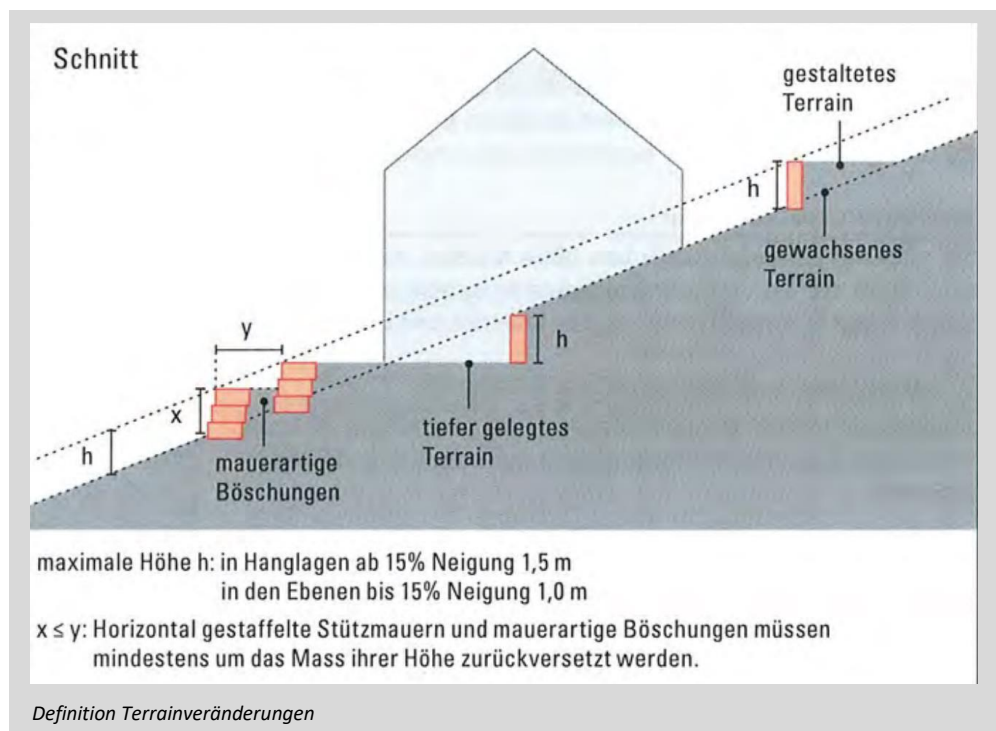 Schnitt
gestaltetes
Terrain
h
gewachsenes
Terrain
y
h
x
tiefer gelegtes
Terrain
h
mauerartige
Böschungen
maximale Höhe h: in Hanglagen ab 15% Neigung 1,5 m
in den Ebenen bis 15% Neigung 1,0 m
x ≤ y: Horizontal gestaffelte Stützmauern und mauerartige Böschungen müssen
mindestens um das Mass ihrer Höhe zurückversetzt werden.
Definition Terrainveränderungen